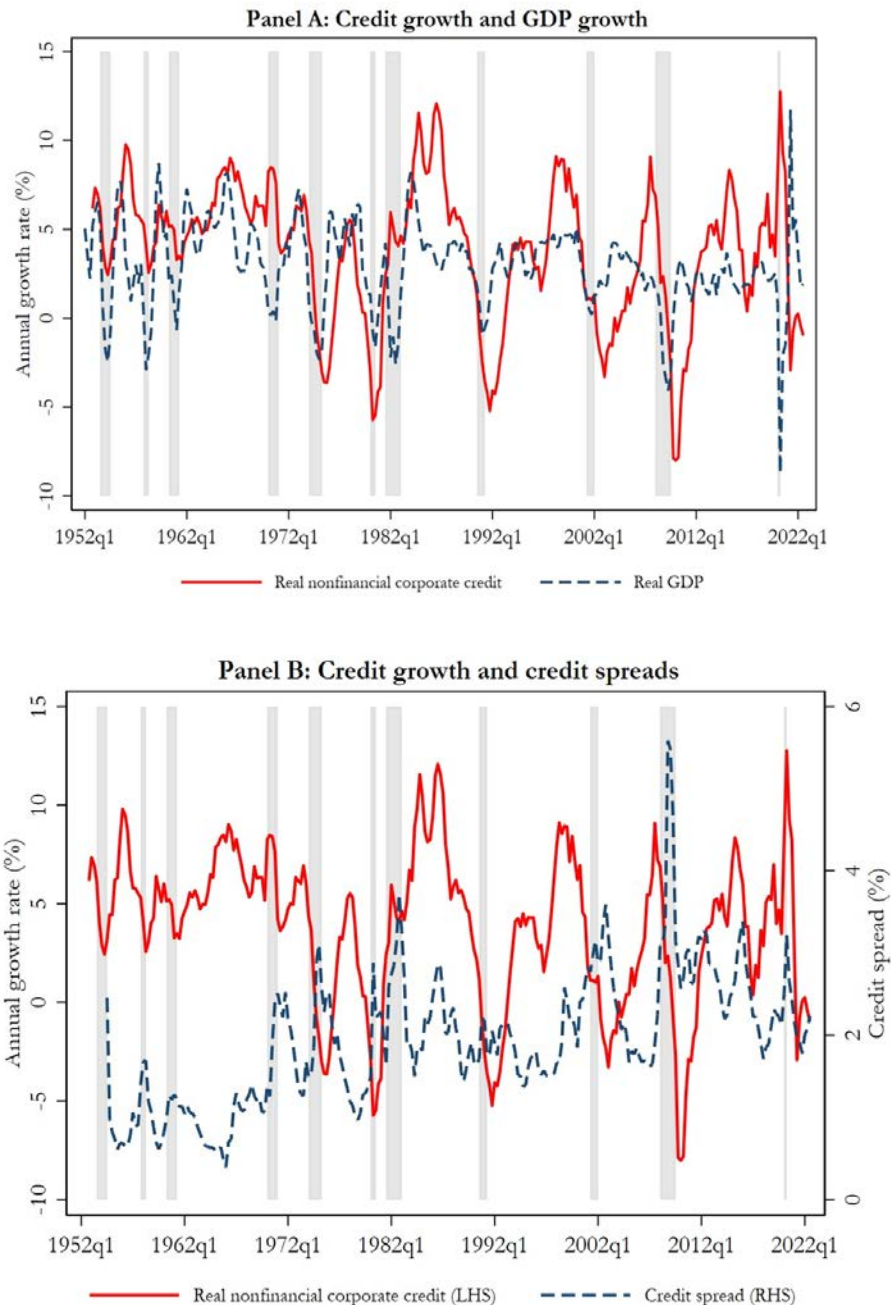 Panel A: Credit growth and GDP growth
Annual growth rate (%)
15
10
5
0
-5
-10
1952q1 1962q1 1972q1 1982q1 1992q1 2002q1 2012q1 2022q1
Real nonfinancial corporate credit Real GDP
Panel B: Credit growth and credit spreads
Annual growth rate (%)
15
10
5
0
-5
-10
6
4
2
0
Credit spread (%)
1952q1 1962q1 1972q1 1982q1 1992q1 2002q1 2012q1 2022q1
Real nonfinancial corporate credit (LHS) Credit spread (RHS)